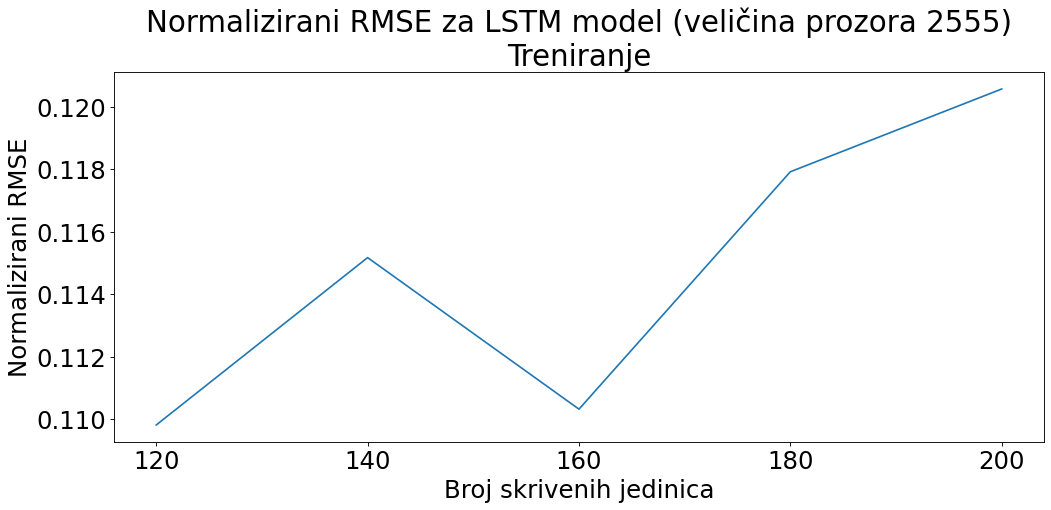 Normalizirani RMSE za LSTM model (veličina prozora 2555)
Treniranje
Normalizirani RMSE
0.120
0.118
0.116
0.114
0.112
0.110
120 140 160 180 200
Broj skrivenih jedinica